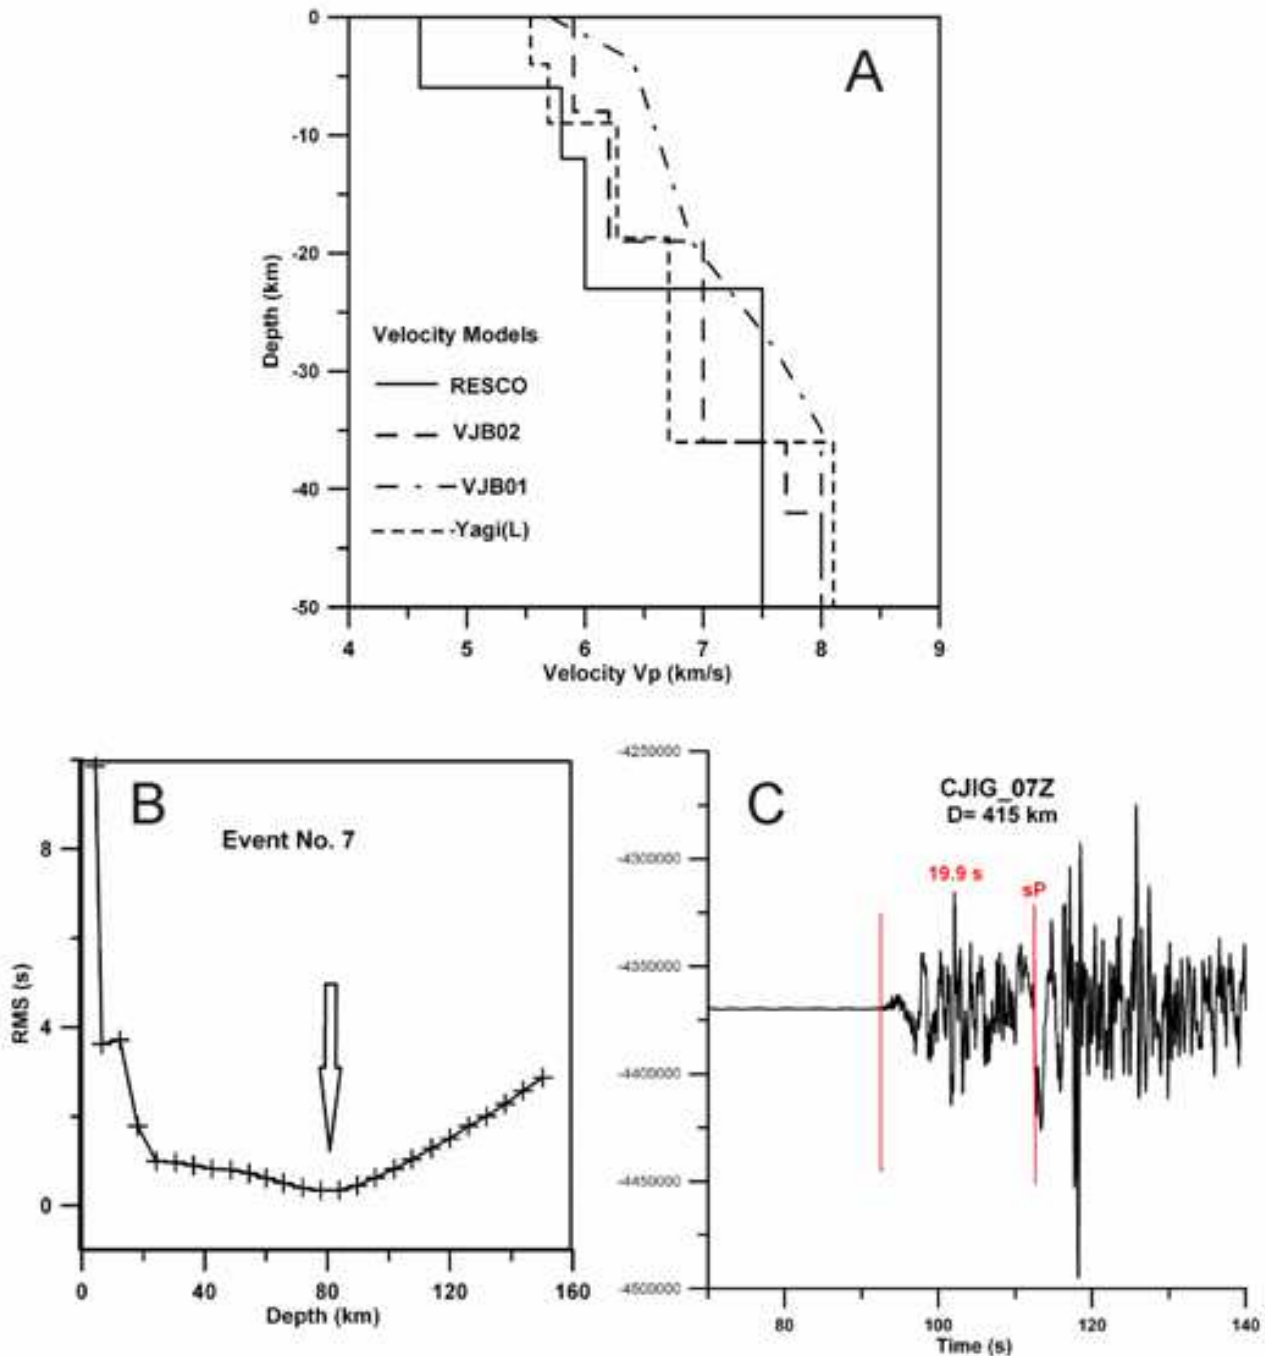 A
0
-10
-20
-30
-40
-50
Depth (km)
Velocity Models
RESCO
VJB02
VJB01
Yagi(L)
4 5 6 7 8 9
Velocity Vp (km/s)
B
Event No. 7
8
4
0
RMS (s)
0 40 80 120 160
Depth (km)
C
CJIG_07Z
D= 415 km
19.9 s
sP
-4250000
-4300000
-4350000
-4400000
-4450000
-4500000
80 100 120 140
Time (s)